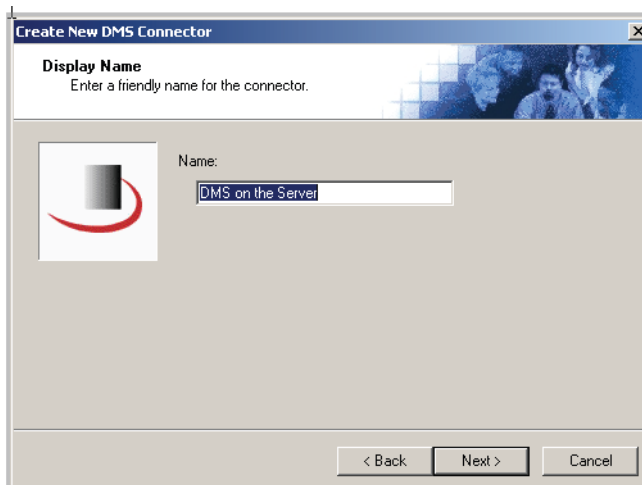 Create New DMS Connector
Display Name
Enter a friendly name for the connector.
Name:
DMS on the Server
< Back
Next >
Cancel